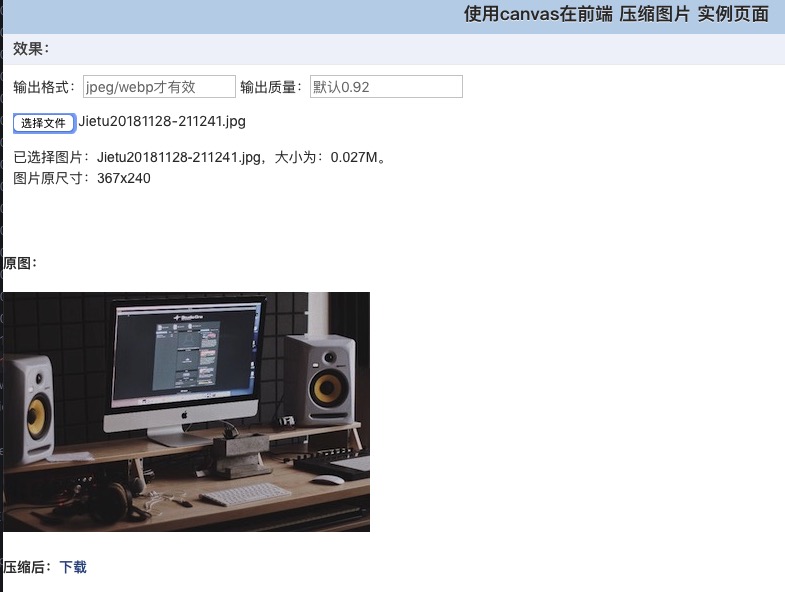 使用canvas在前端 压缩图片 实例页面
效果：
输出格式：jpeg/webp才有效 输出质量：默认0.92
选择文件 Jietu20181128-211241.jpg
已选择图片：Jietu20181128-211241.jpg，大小为：0.027M。
图片原尺寸：367x240
原图：
压缩后：下载